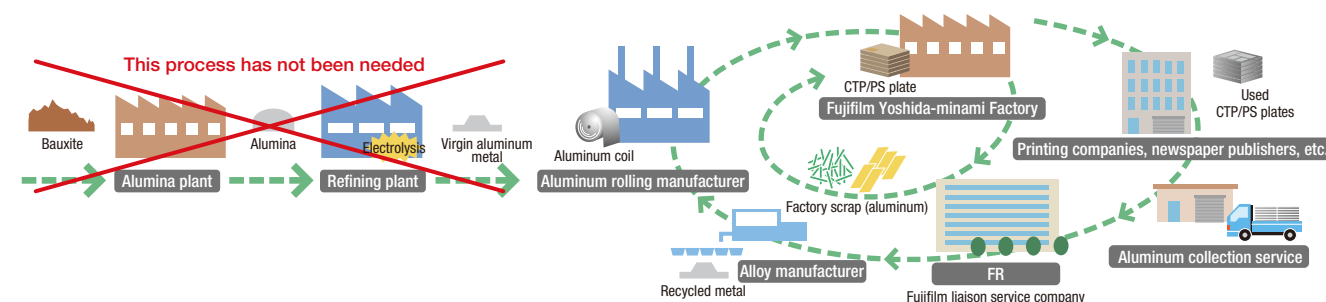 This process has not been needed
Bauxite
Alumina plant
Alumina
Electrolysis
Refining plant
Virgin aluminum
metal
Aluminum coil
Aluminum rolling manufacturer
CTP/PS plate
Fujifilm Yoshida-minami Factory
Factory scrap (aluminum)
Used
CTP/PS plates
Printing companies, newspaper publishers, etc.
Aluminum collection service
FR
Fujifilm liaison service company
Alloy manufacturer
Recycled metal